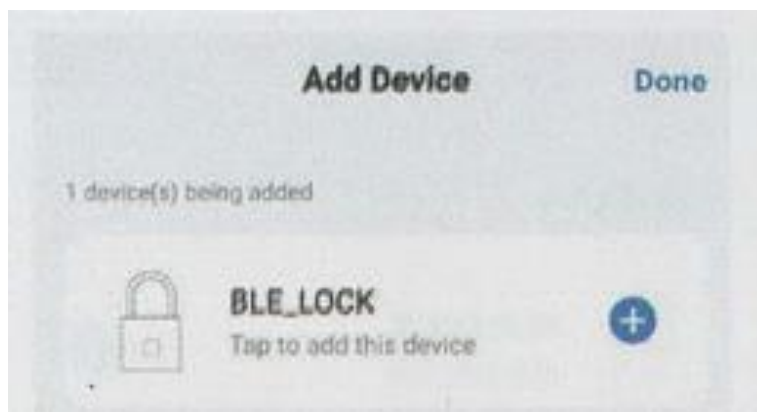 Add Device
Done
1 device(s) being added
BLE_LOCK
Tap to add this device